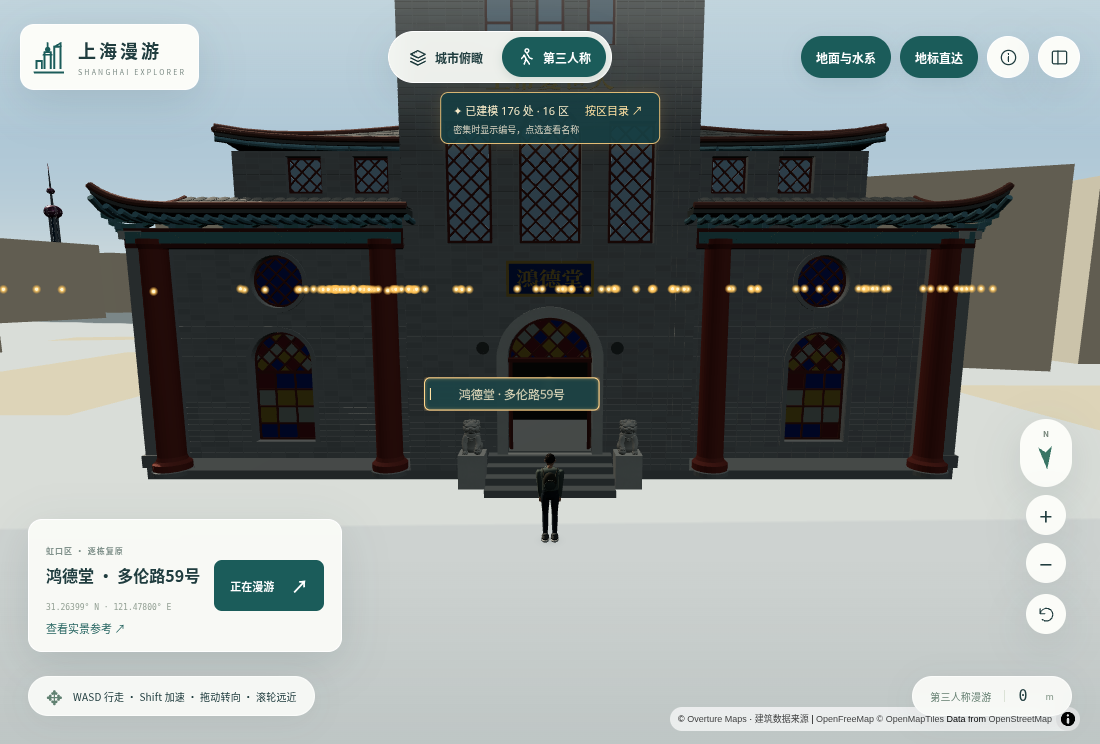 上海漫游
SHANGHAI EXPLORER
城市俯瞰
第三人称
地面与水系
地标直达
✦ 已建模 176 处 · 16 区 按区目录 ↗
密集时显示编号，点选查看名称
鴻德堂
鸿德堂 · 多伦路59号
N
虹口区 · 逐栋复原
鸿德堂 · 多伦路59号
正在漫游 ↗
31.26399° N · 121.47800° E
查看实景参考 ↗
WASD 行走 · Shift 加速 · 拖动转向 · 滚轮远近
第三人称漫游 0 m
© Overture Maps · 建筑数据来源 | OpenFreeMap © OpenMapTiles Data from OpenStreetMap